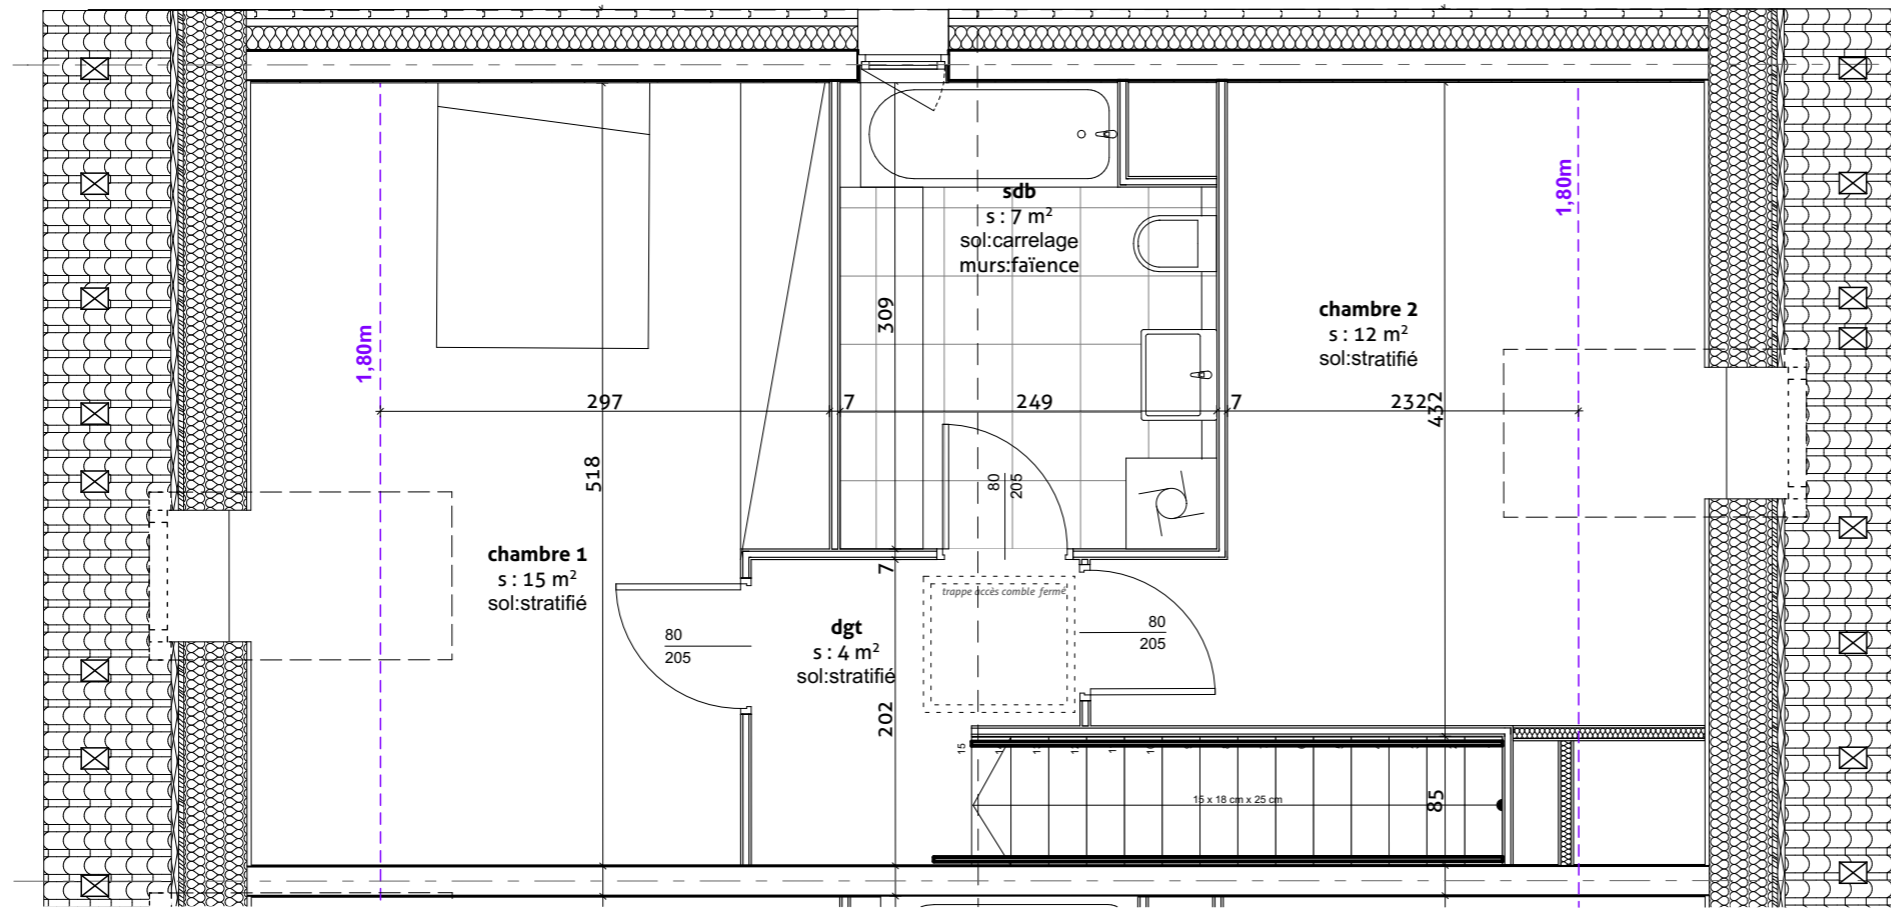 sdb
s : 7 m²
sol:carrelage
murs:faïence
1,80m
1,80m
309
chambre 2
s : 12 m²
sol:stratifié
297
7
249
7
232
432
518
80
205
chambre 1
s : 15 m²
sol:stratifié
7
trappe accès comble fermé
dgt
s : 4 m²
sol:stratifié
80
205
80
205
202
15
15 x 18 cm x 25 cm
85